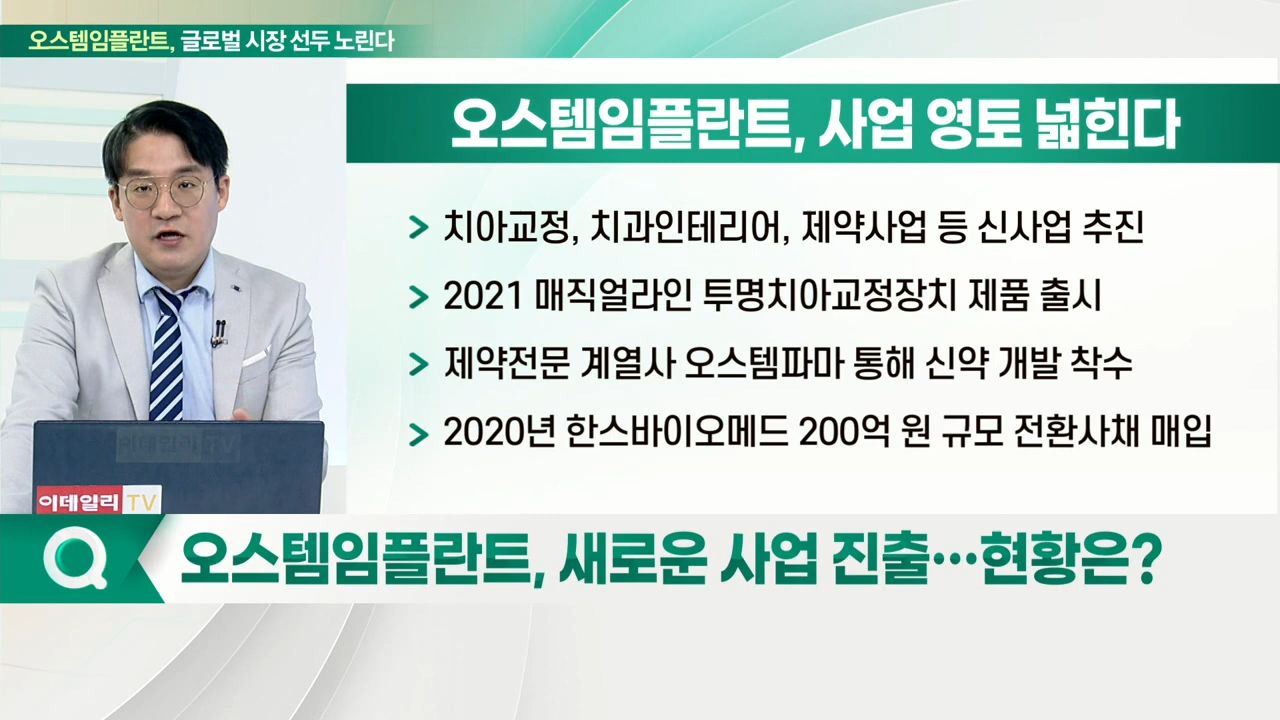 오스템임플란트, 글로벌 시장 선두 노린다
오스템임플란트, 사업 영토 넓힌다
> 치아교정, 치과인테리어, 제약사업 등 신사업 추진
> 2021 매직얼라인 투명치아교정장치 제품 출시
> 제약전문 계열사 오스템파마 통해 신약 개발 착수
> 2020년 한스바이오메드 200억 원 규모 전환사채 매입
이데일리 TV
이데일리 TV
Q 오스템임플란트, 새로운 사업 진출…현황은?